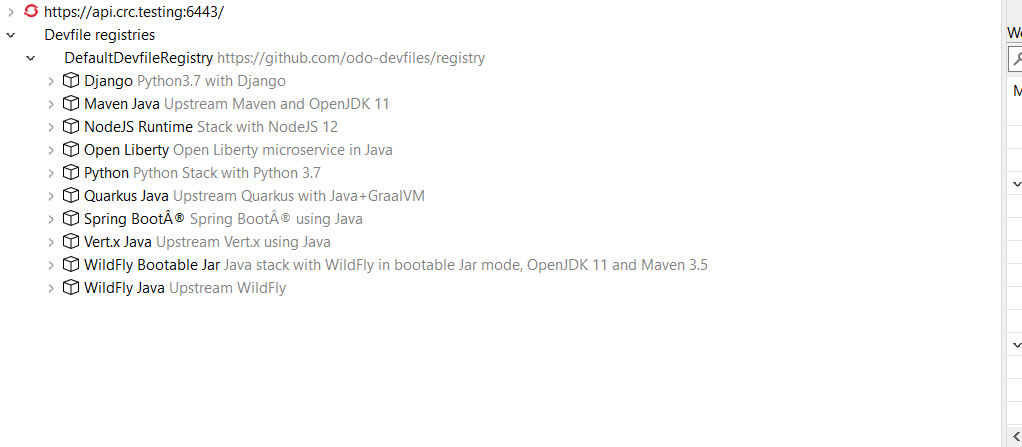 https://api.crc.testing:6443/
Devfile registries
DefaultDevfileRegistry https://github.com/odo-devfiles/registry
Django Python3.7 with Django
Maven Java Upstream Maven and OpenJDK 11
NodeJS Runtime Stack with NodeJS 12
Open Liberty Open Liberty microservice in Java
Python Python Stack with Python 3.7
Quarkus Java Upstream Quarkus with Java+GraalVM
Spring BootÂ® Spring BootÂ® using Java
Vert.x Java Upstream Vert.x using Java
WildFly Bootable Jar Java stack with WildFly in bootable Jar mode, OpenJDK 11 and Maven 3.5
WildFly Java Upstream WildFly